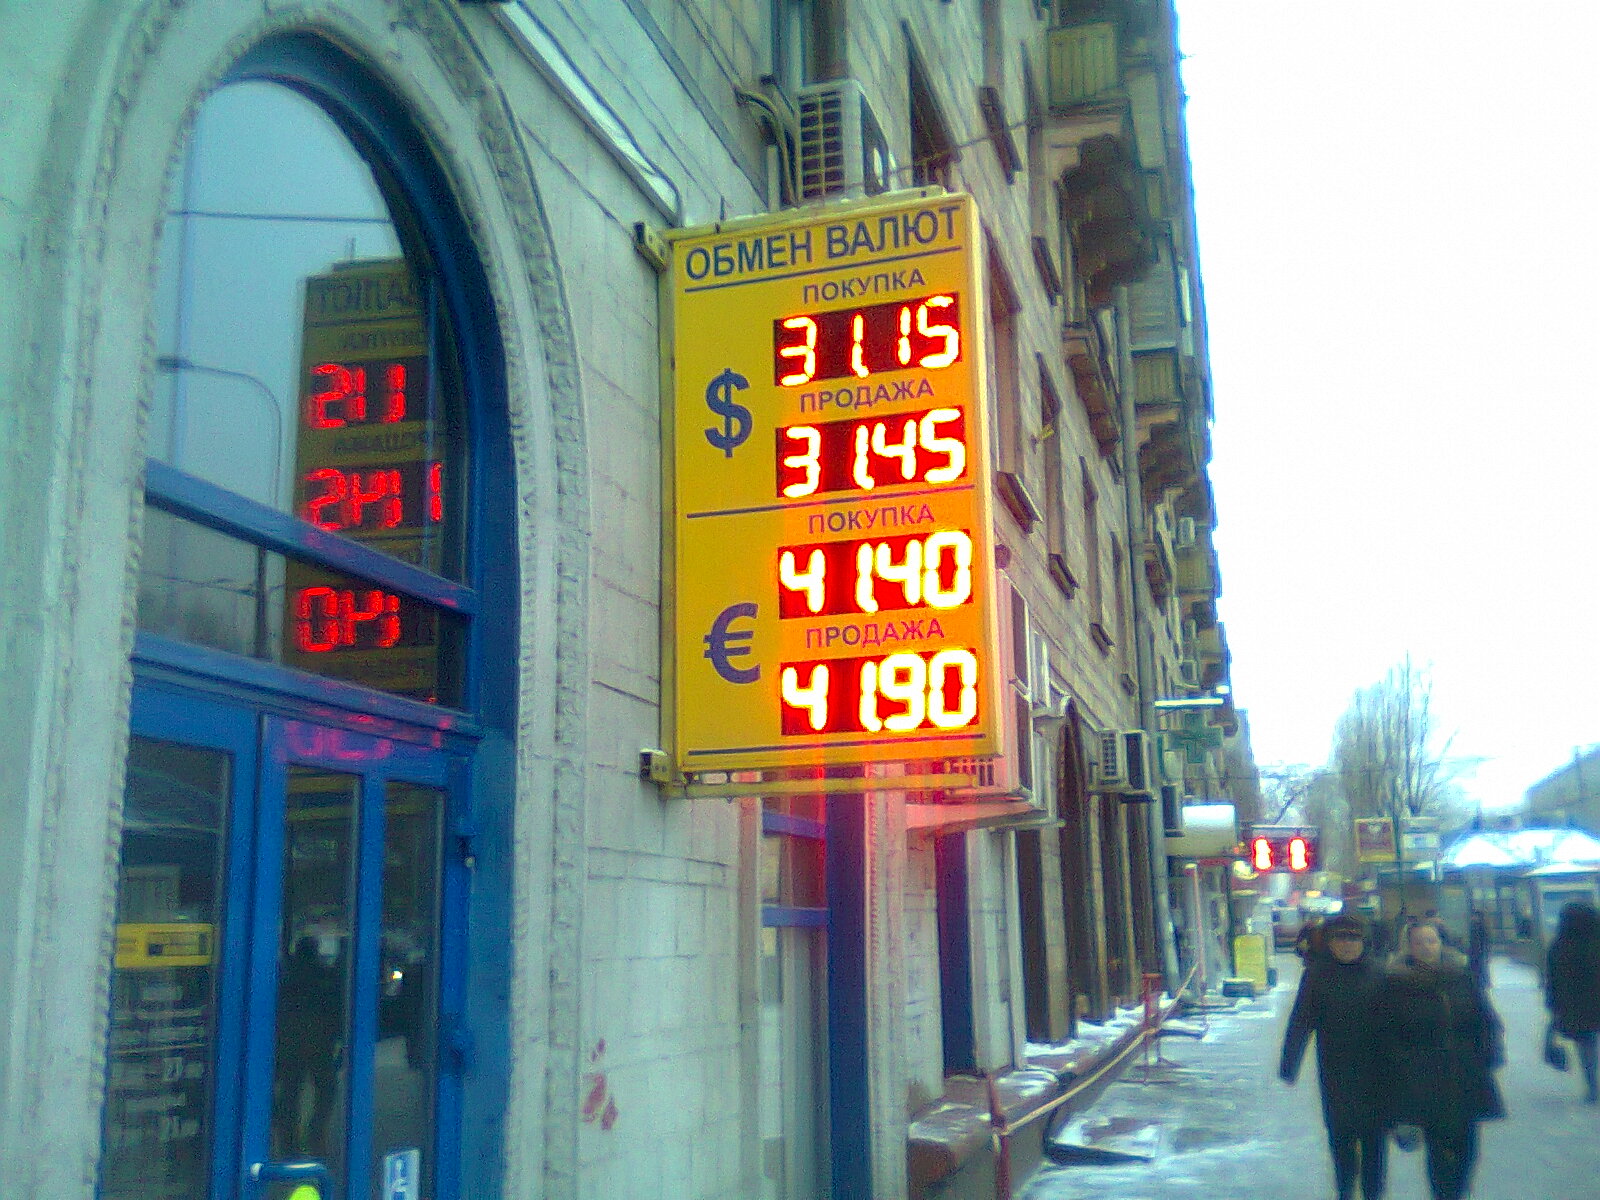 ОБМЕН ВАЛЮТ
ПОКУПКА
31.15
$
ПРОДАЖА
31.45
ПОКУПКА
41.40
€
ПРОДАЖА
41.90